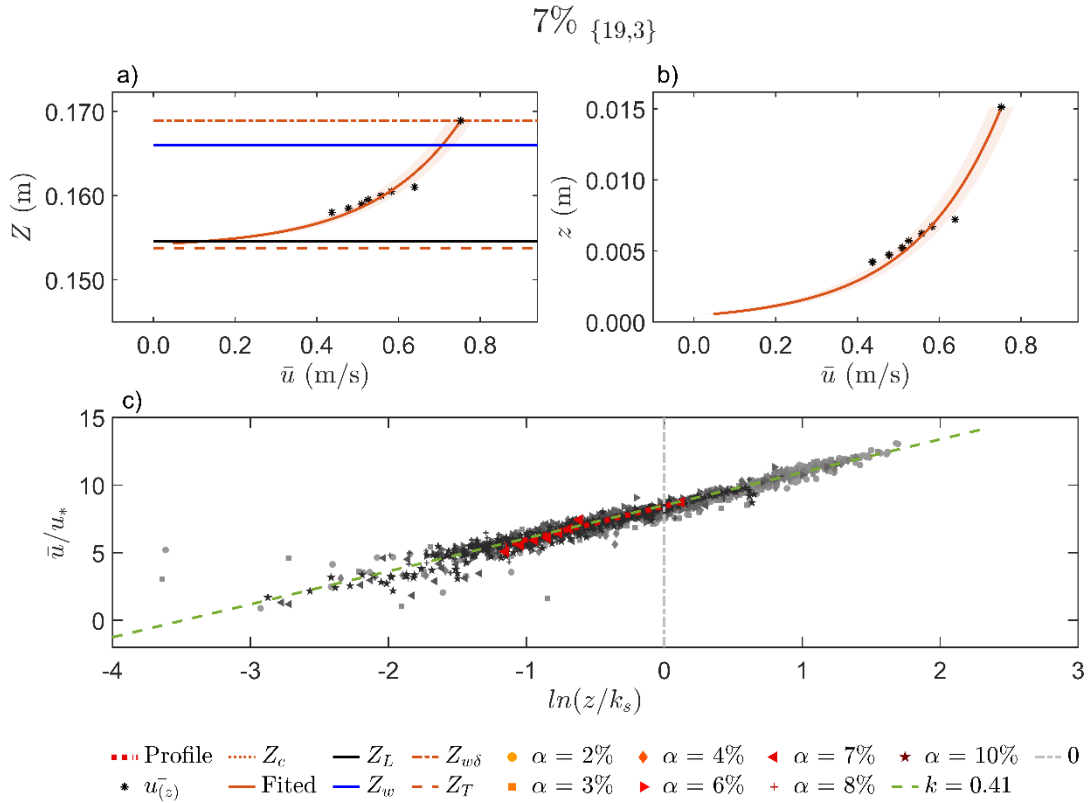 7% {19,3}
a)
b)
0.170
0.160
0.150
Z (m)
0.0 0.2 0.4 0.6 0.8
ū (m/s)
0.015
0.010
0.005
0.000
z (m)
0.0 0.2 0.4 0.6 0.8
ū (m/s)
c)
15
10
5
0
ū/u*
-4 -3 -2 -1 0 1 2 3
ln(z/ks)
Profile Zc ZL Zwδ α = 2% α = 4% α = 7% α = 10% 0
ū(z) Fited Zw ZT α = 3% α = 6% α = 8% k = 0.41